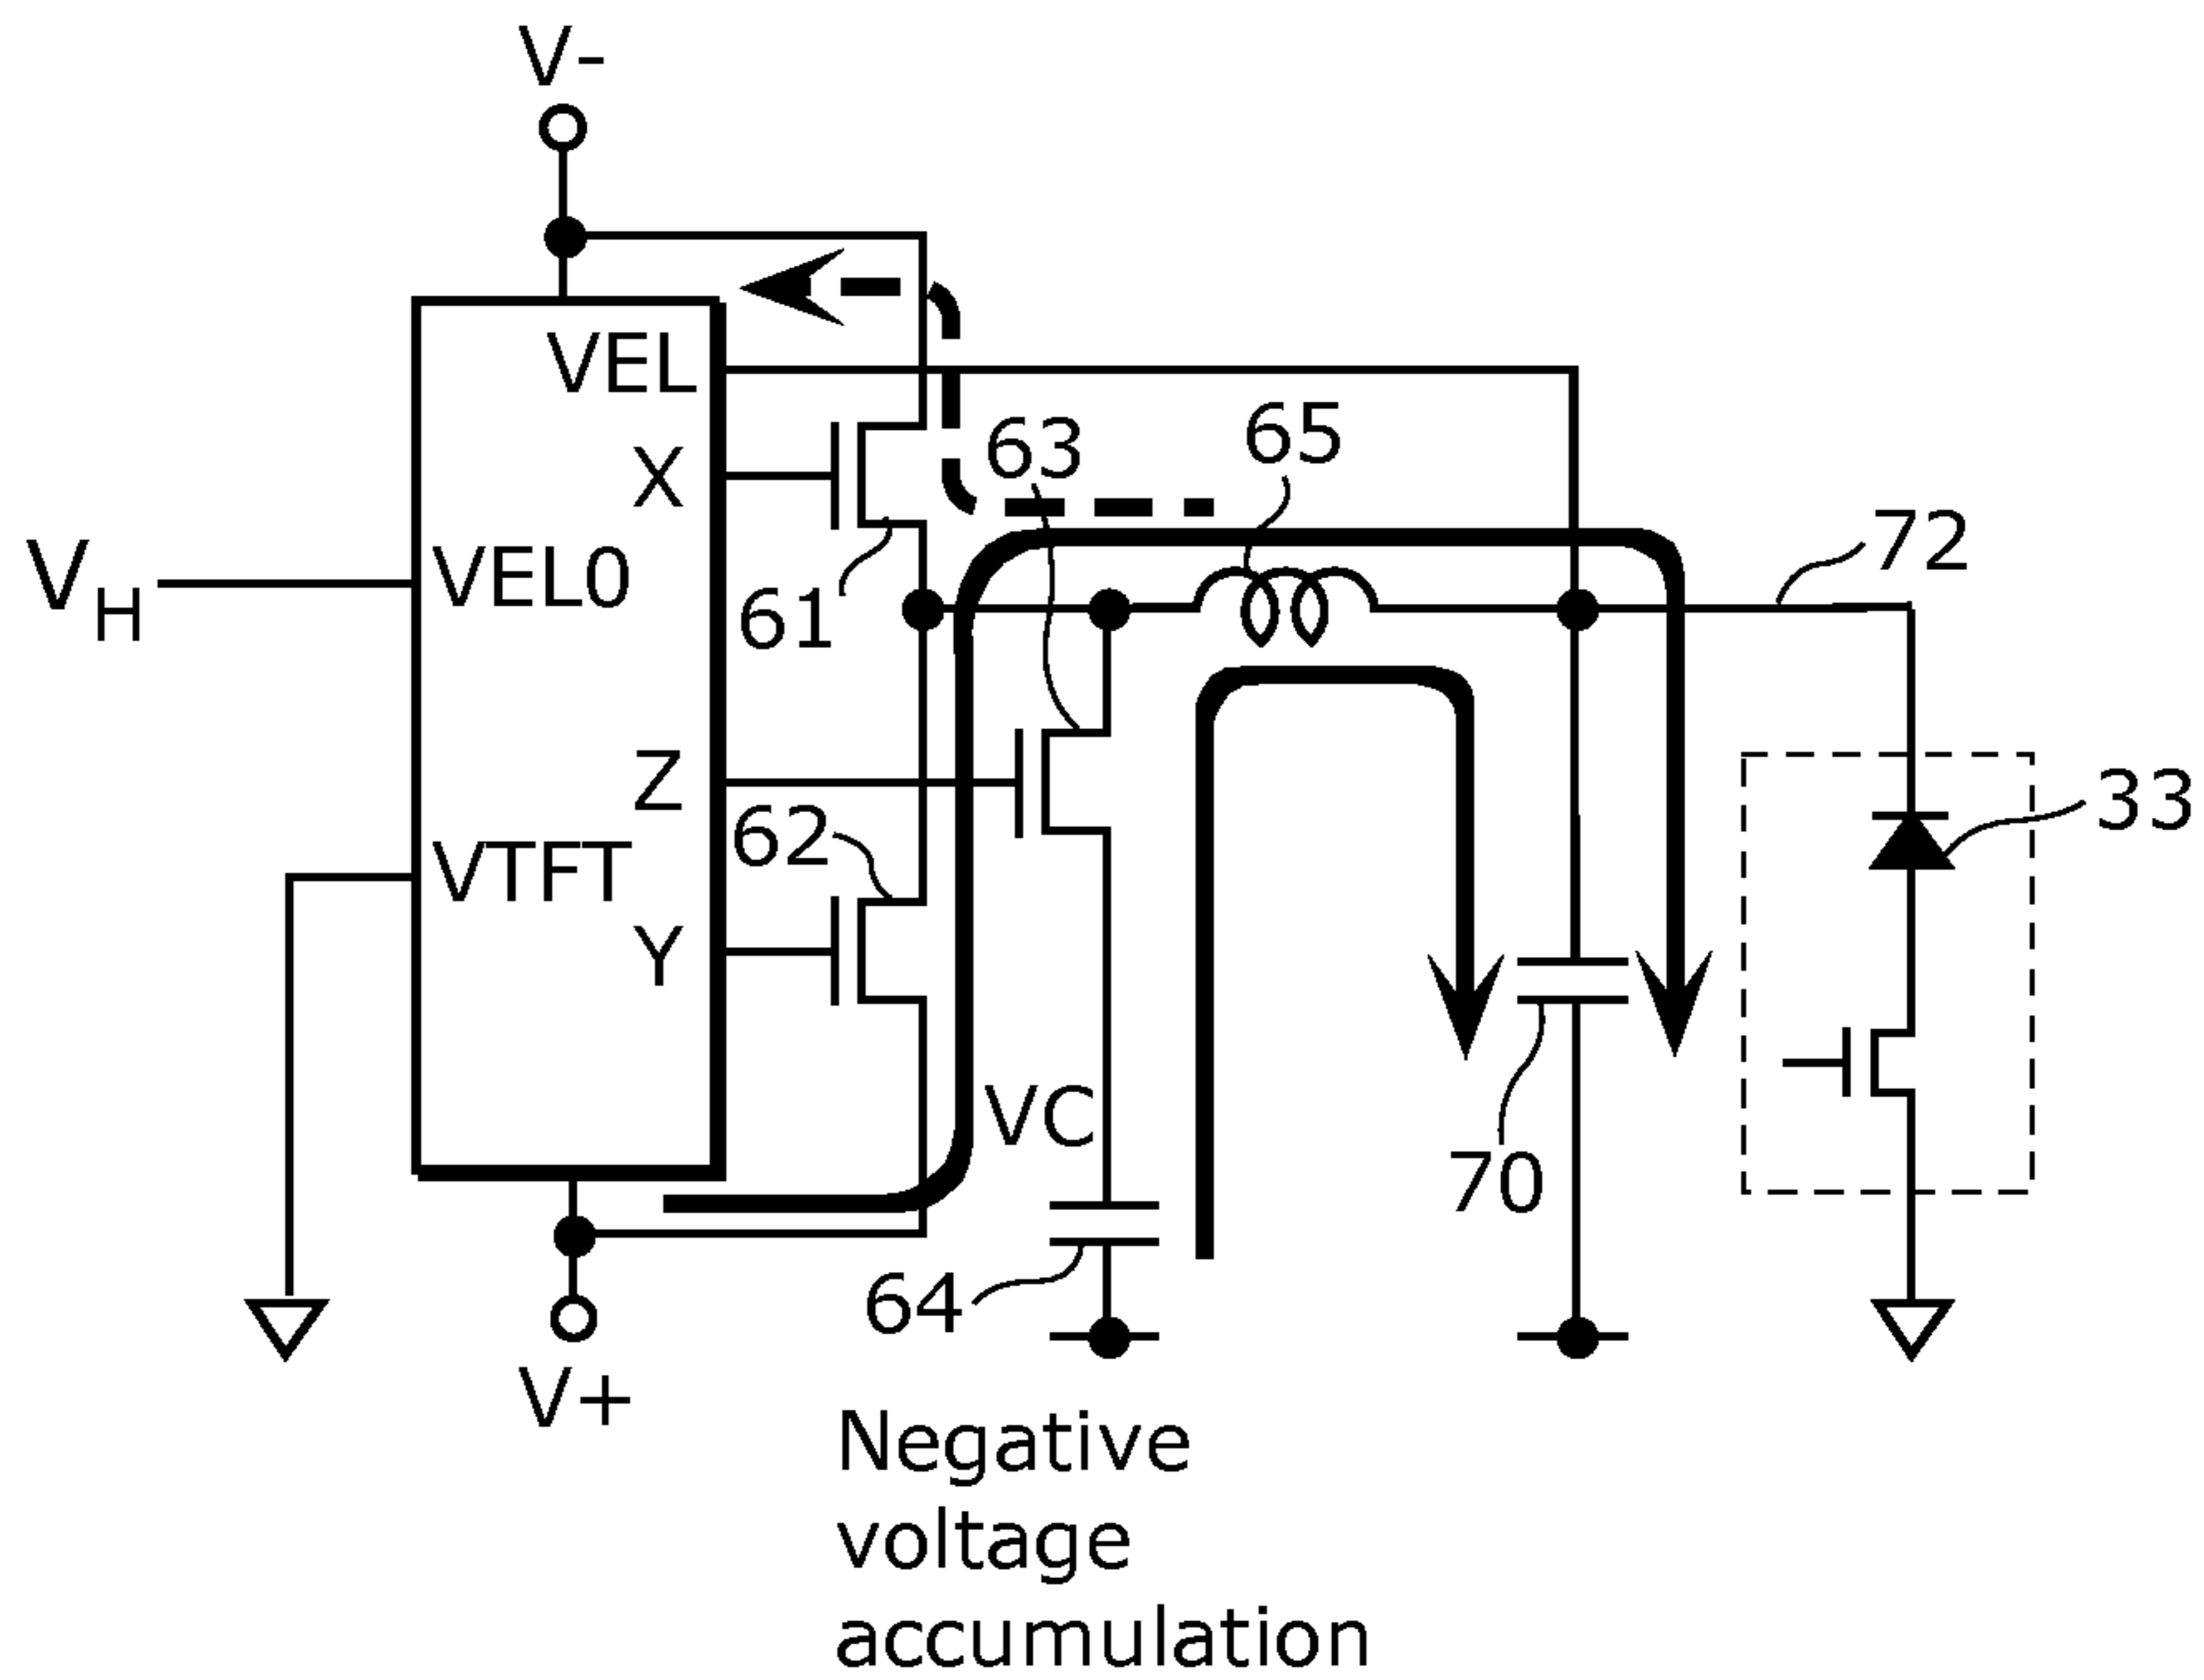 V-
VEL
X
63
65
72
VH
VEL0
61
Z
62
33
VTFT
Y
VC
70
64
V+
Negative
voltage
accumulation